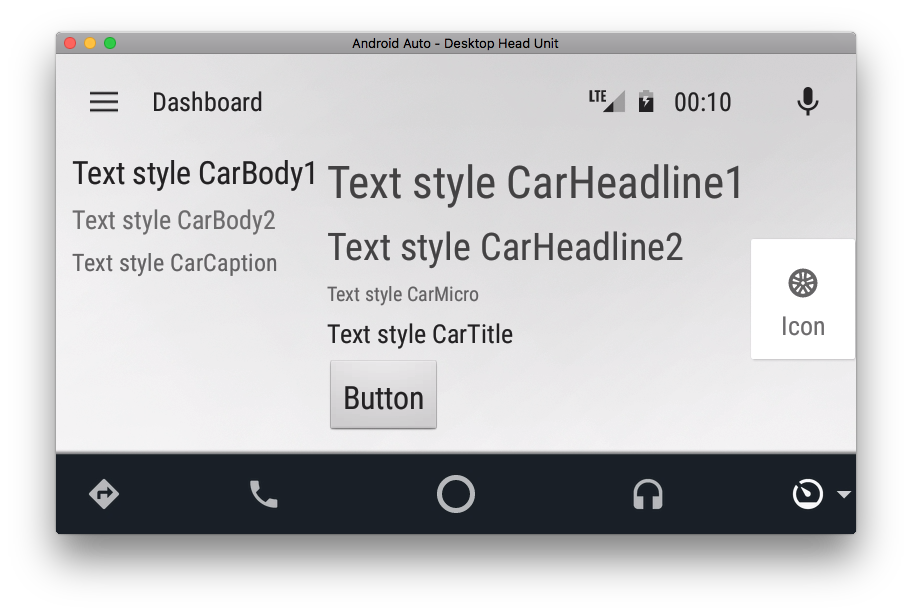 Android Auto - Desktop Head Unit
Dashboard
LTE
00:10
Text style CarBody1
Text style CarBody2
Text style CarCaption
Text style CarHeadline1
Text style CarHeadline2
Text style CarMicro
Text style CarTitle
Button
Icon